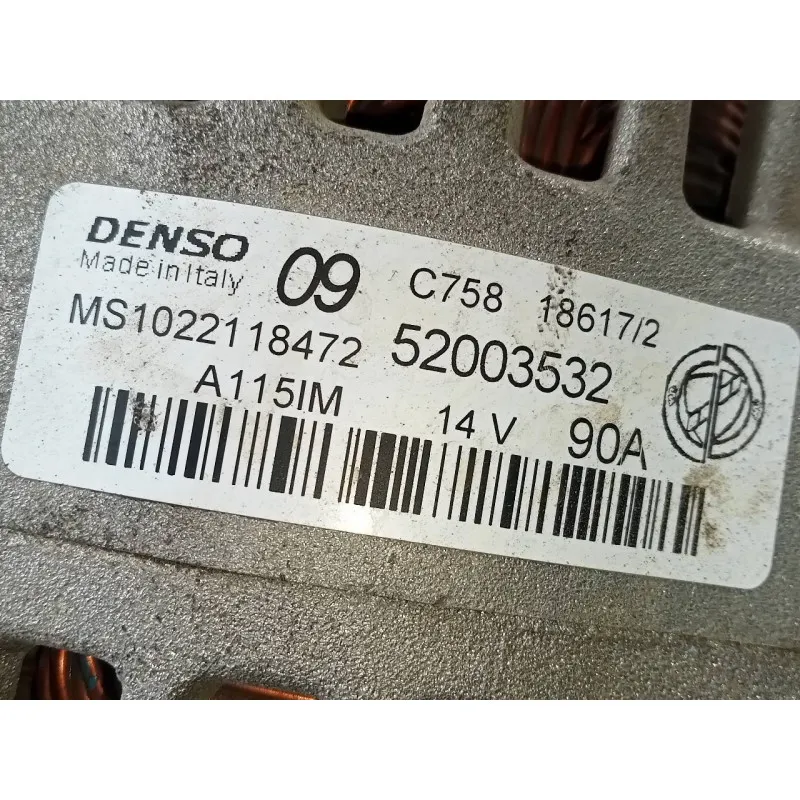 DENSO
Made in Italy
09
C758 18617/2
MS1022118472 52003532
A115IM 14 V 90A